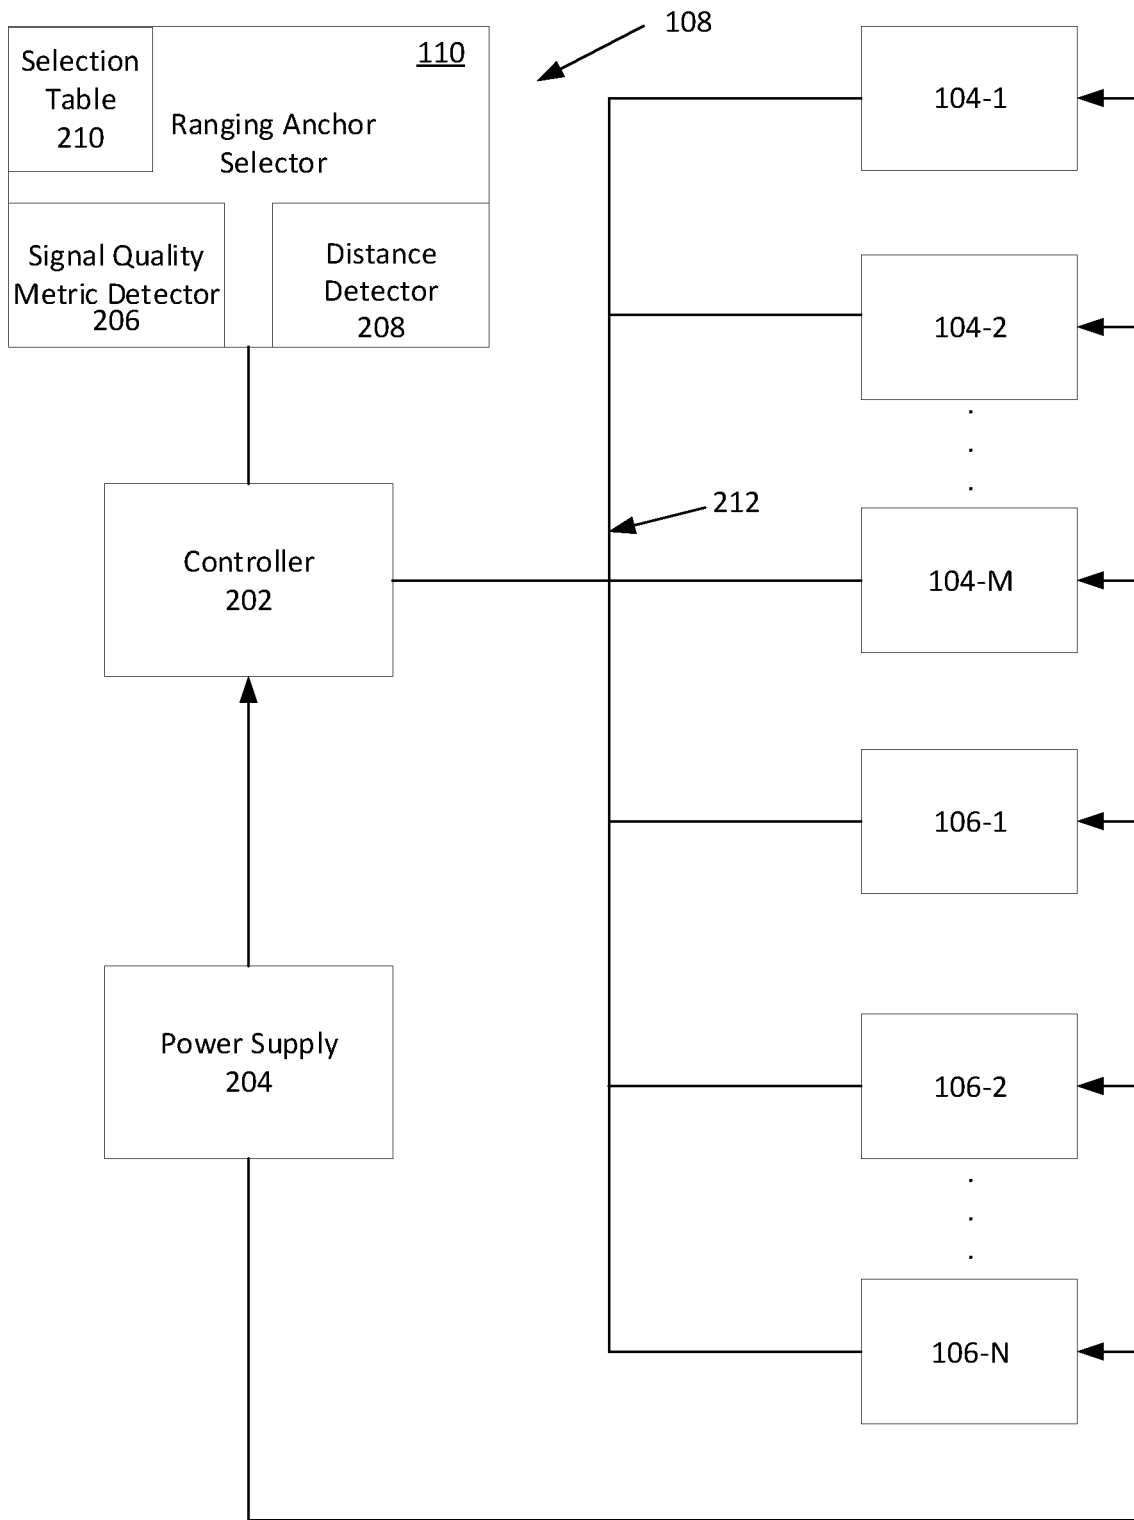 108
110
Selection
Table
210
Ranging Anchor
Selector
Signal Quality
Metric Detector
206
Distance
Detector
208
104-1
104-2
212
104-M
Controller
202
106-1
Power Supply
204
106-2
106-N